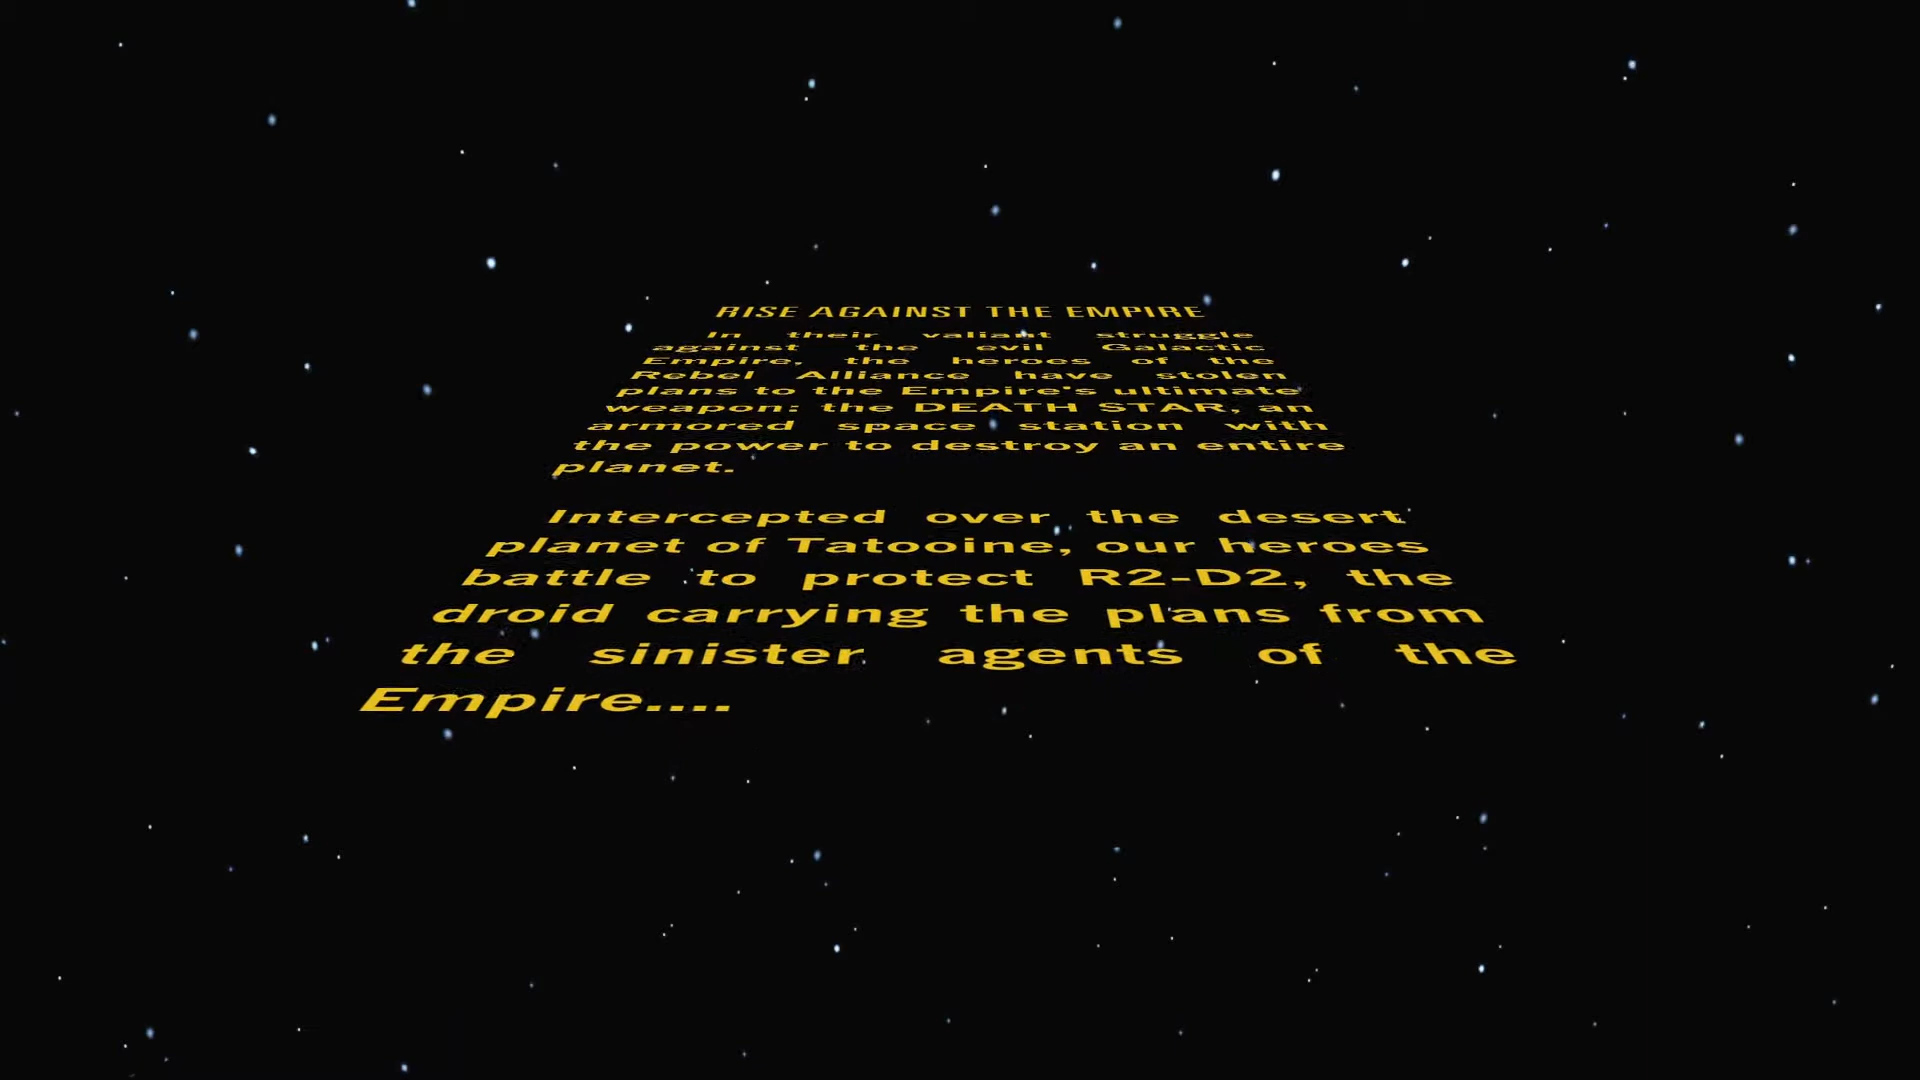 RISE AGAINST THE EMPIRE
In their valiant struggle
against the evil Galactic
Empire, the heroes of the
Rebel Alliance have stolen
plans to the Empire's ultimate
weapon: the DEATH STAR, an
armored space station with
the power to destroy an entire
planet.
Intercepted over the desert
planet of Tatooine, our heroes
battle to protect R2-D2, the
droid carrying the plans from
the sinister agents of the
Empire....